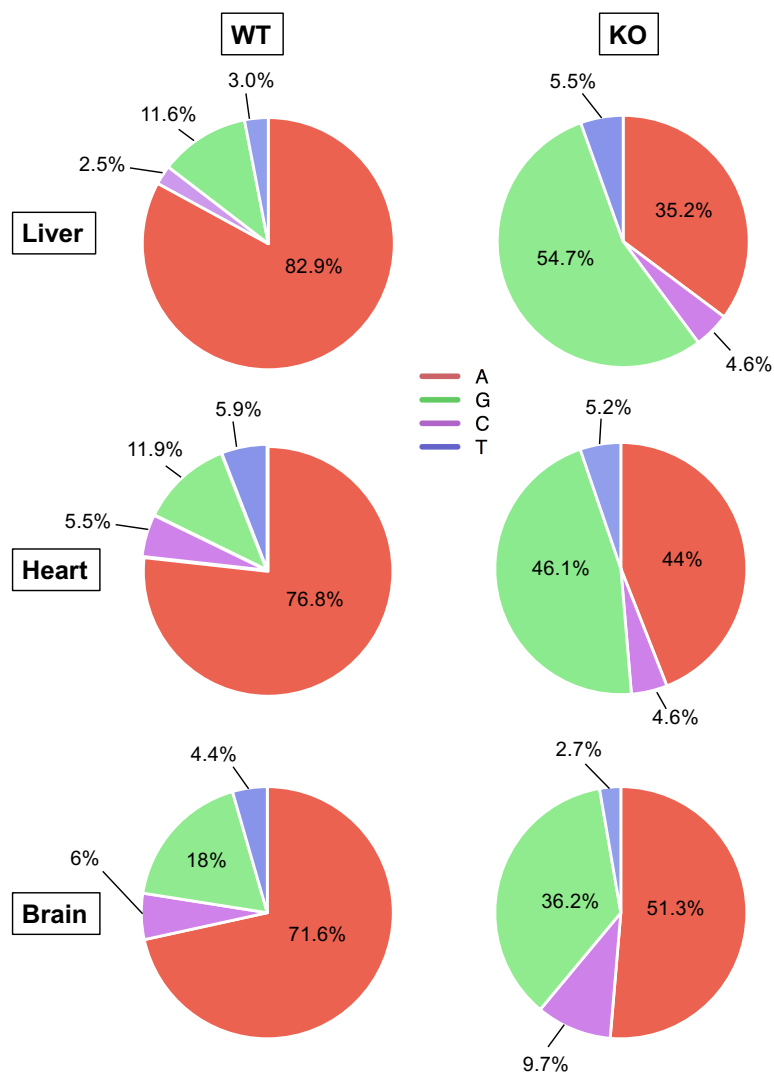 WT
KO
3.0%
11.6%
2.5%
Liver
82.9%
5.5%
35.2%
54.7%
4.6%
A
G
C
T
5.9%
11.9%
5.5%
Heart
76.8%
5.2%
46.1%
44%
4.6%
4.4%
18%
6%
Brain
71.6%
2.7%
36.2%
51.3%
9.7%